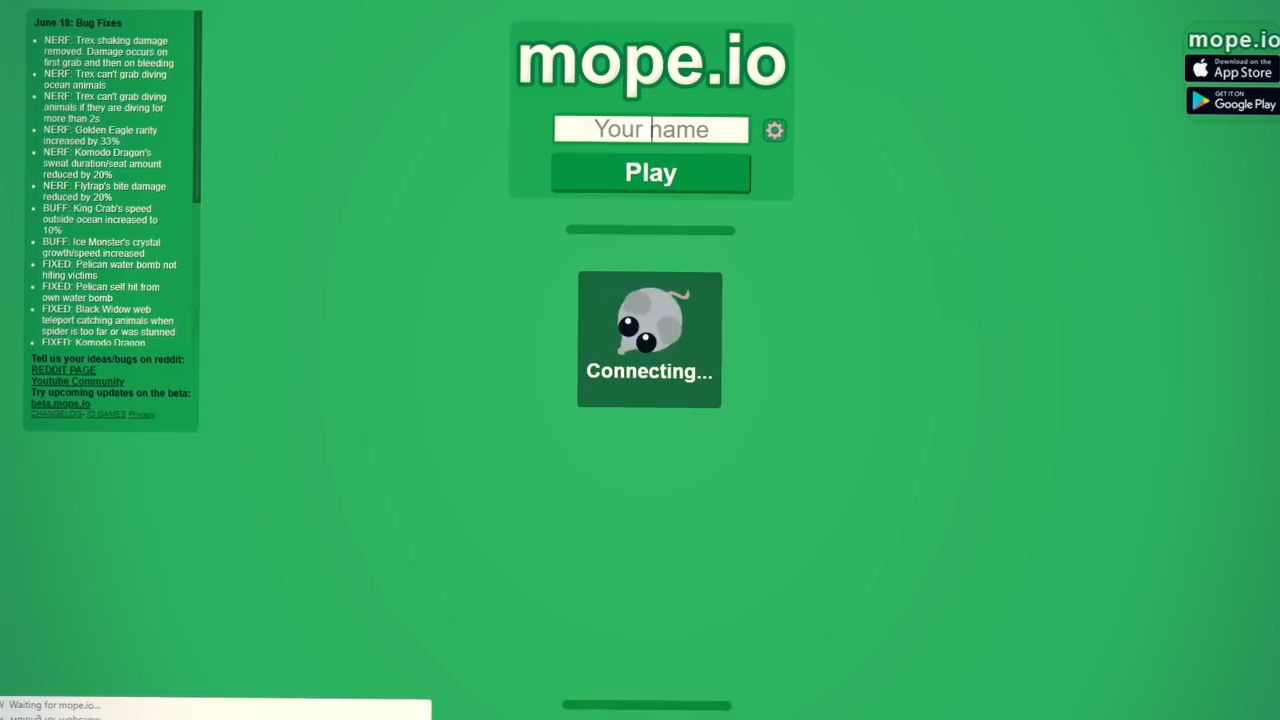 June 18: Bug Fixes
NERF: Trex shaking damage
removed. Damage occurs on
first grab and then on bleeding
NERF: Trex can't grab diving
ocean animals
NERF: Trex can't grab diving
animals if they are diving for
more than 2s
NERF: Golden Eagle rarity
increased by 33%
NERF: Komodo Dragon's
sweat duration/seat amount
reduced by 20%
NERF: Flytrap's bite damage
reduced by 20%
BUFF: King Crab's speed
outside ocean increased to
10%
BUFF: Ice Monster's crystal
growth/speed increased
FIXED: Pelican water bomb not
hiting victims
FIXED: Pelican self hit from
own water bomb
FIXED: Black Widow web
teleport catching animals when
spider is too far or was stunned
FIXED: Komodo Dragon
Tell us your ideas/bugs on reddit:
REDDIT PAGE
Youtube Community
Try upcoming updates on the beta:
beta.mope.io
CHANGELOG- IO GAMES Privacy
mope.io
Your name
Play
Connecting...
mope.io
Download on the
App Store
GET IT ON
Google Play
Waiting for mope.io...